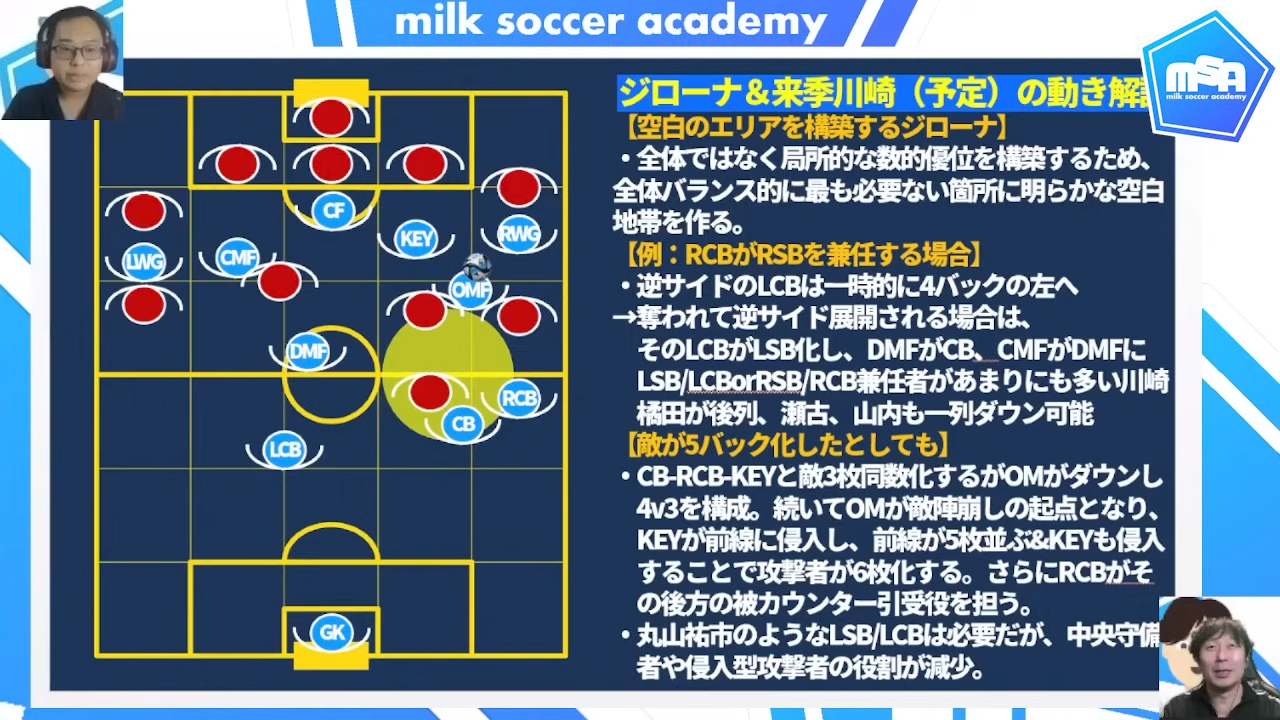 milk soccer academy
MSA
milk soccer academy
ジローナ＆来季川崎（予定）の動き解
【空白のエリアを構築するジローナ】
・全体ではなく局所的な数的優位を構築するため、
全体バランス的に最も必要ない箇所に明らかな空白
地帯を作る。
【例：RCBがRSBを兼任する場合】
・逆サイドのLCBは一時的に4バックの左へ
→奪われて逆サイド展開される場合は、
そのLCBがLSB化し、DMFがCB、CMFがDMFに
LSB/LCBorRSB/RCB兼任者があまりにも多い川崎
橘田が後列、瀬古、山内も一列ダウン可能
【敵が5バック化したとしても】
・CB-RCB-KEYと敵3枚同数化するがOMがダウンし
4v3を構成。続いてOMが敵陣崩しの起点となり、
KEYが前線に侵入し、前線が5枚並ぶ&KEYも侵入
することで攻撃者が6枚化する。さらにRCBがそ
の後方の被カウンター引受役を担う。
・丸山祐市のようなLSB/LCBは必要だが、中央守備
者や侵入型攻撃者の役割が減少。
CF
KEY
RWG
LWG
CMF
OMF
DMF
RCB
CB
LCB
GK